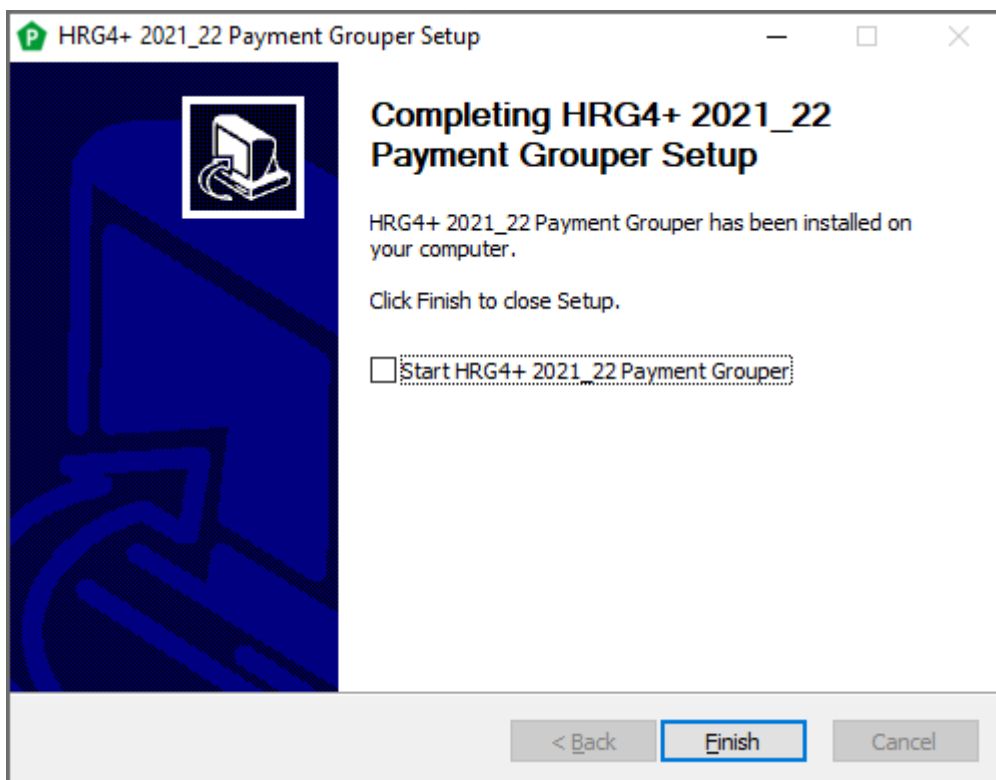 P
HRG4+ 2021_22 Payment Grouper Setup
Completing HRG4+ 2021_22
Payment Grouper Setup
HRG4+ 2021_22 Payment Grouper has been installed on
your computer.
Click Finish to close Setup.
Start HRG4+ 2021_22 Payment Grouper
< Back
Finish
Cancel